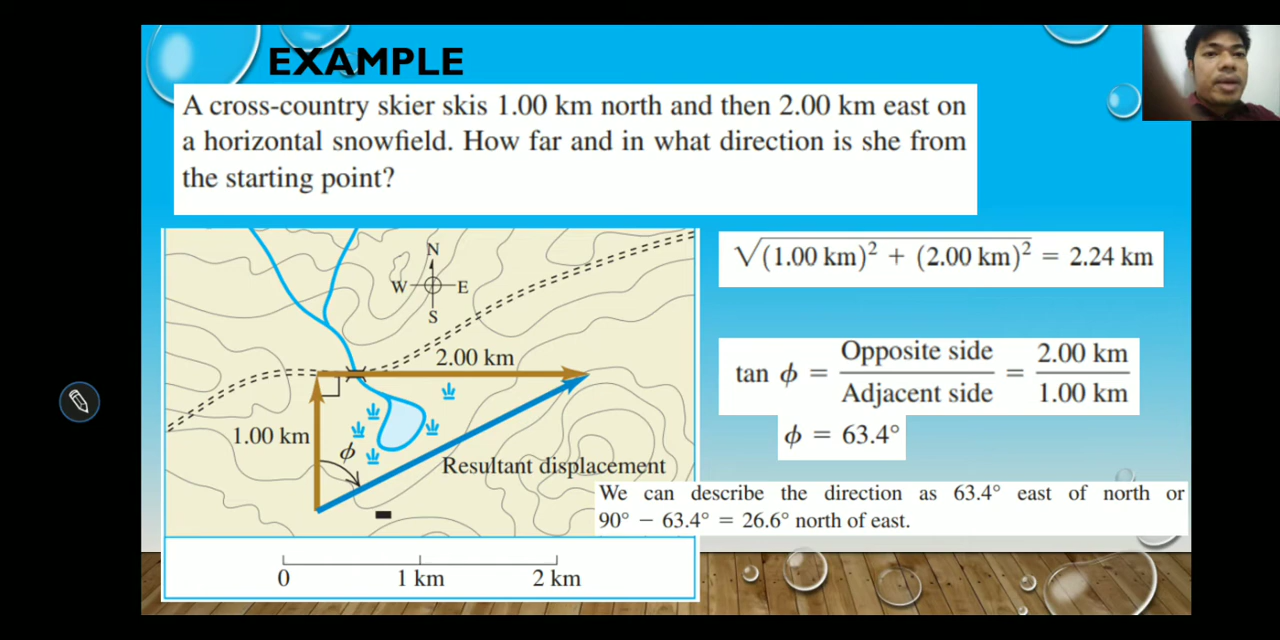 EXAMPLE
A cross-country skier skis 1.00 km north and then 2.00 km east on
a horizontal snowfield. How far and in what direction is she from
the starting point?
N
W
E
S
2.00 km
1.00 km
ϕ
Resultant displacement
0 1 km 2 km
√(1.00 km)² + (2.00 km)² = 2.24 km
tan ϕ = Opposite side / Adjacent side = 2.00 km / 1.00 km
ϕ = 63.4°
We can describe the direction as 63.4° east of north or
90° − 63.4° = 26.6° north of east.